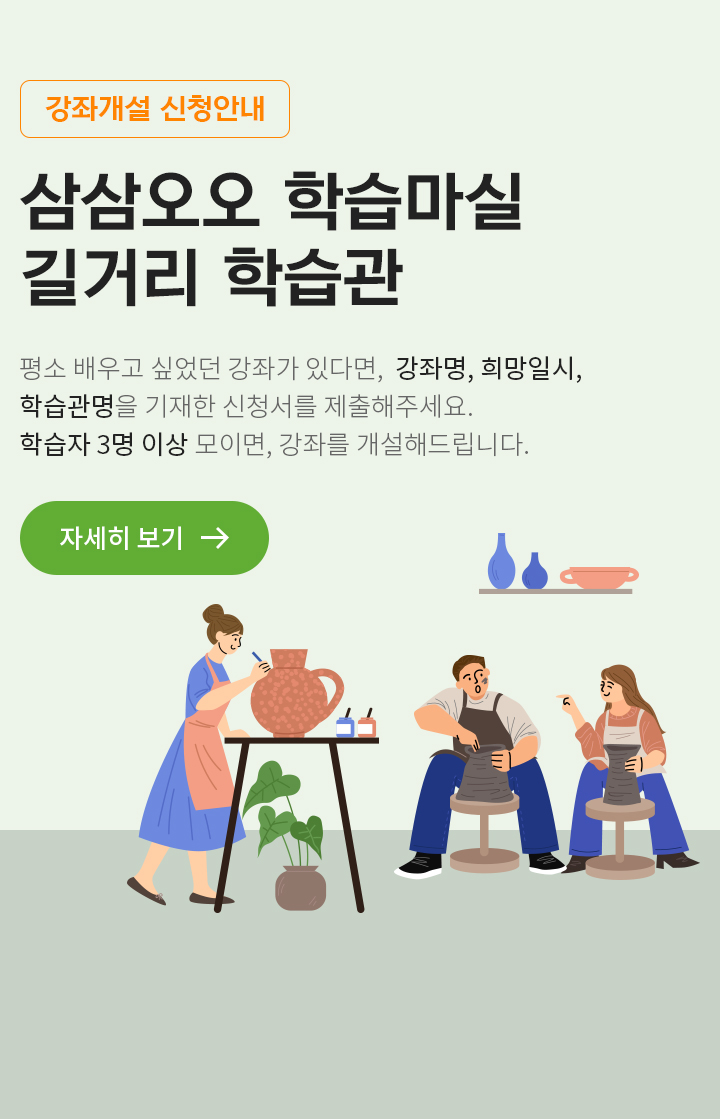 강좌개설 신청안내
삼삼오오 학습마실
길거리 학습관
평소 배우고 싶었던 강좌가 있다면, 강좌명, 희망일시,
학습관명을 기재한 신청서를 제출해주세요.
학습자 3명 이상 모이면, 강좌를 개설해드립니다.
자세히 보기 →